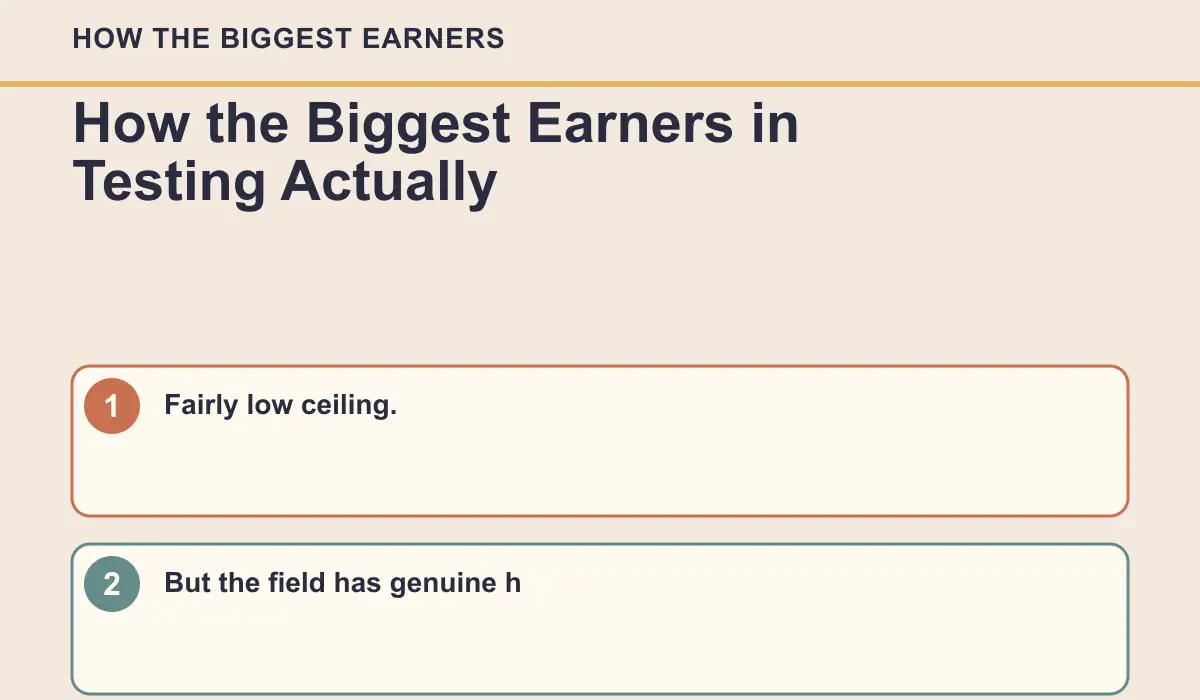 HOW THE BIGGEST EARNERS
How the Biggest Earners in
Testing Actually
1
Fairly low ceiling.
2
But the field has genuine h